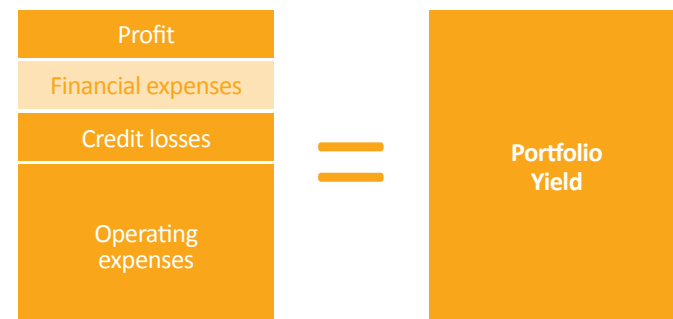 Profit
Financial expenses
Credit losses
Operating
expenses
=
Portfolio
Yield